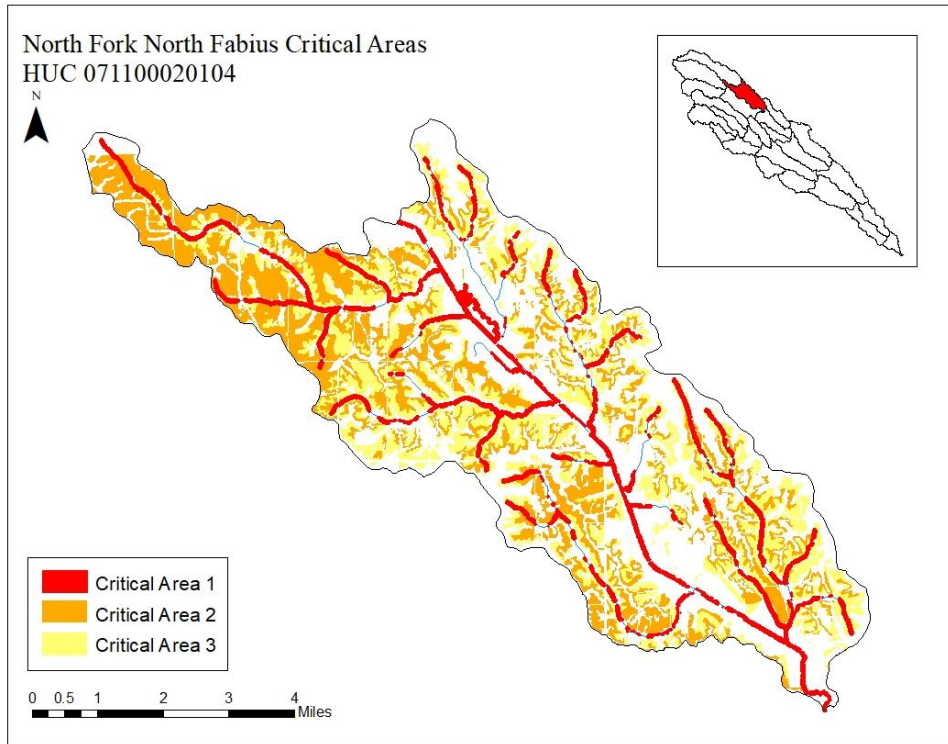 North Fork North Fabius Critical Areas
HUC 071100020104
N
Critical Area 1
Critical Area 2
Critical Area 3
0 0.5 1 2 3 4
Miles